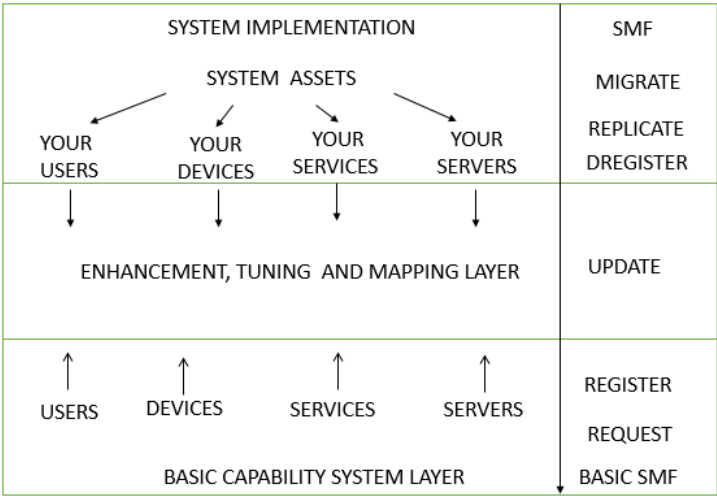 SYSTEM IMPLEMENTATION
SMF
SYSTEM ASSETS
MIGRATE
YOUR USERS
YOUR DEVICES
YOUR SERVICES
YOUR SERVERS
REPLICATE
DREGISTER
ENHANCEMENT, TUNING AND MAPPING LAYER
UPDATE
USERS
DEVICES
SERVICES
SERVERS
REGISTER
REQUEST
BASIC CAPABILITY SYSTEM LAYER
BASIC SMF